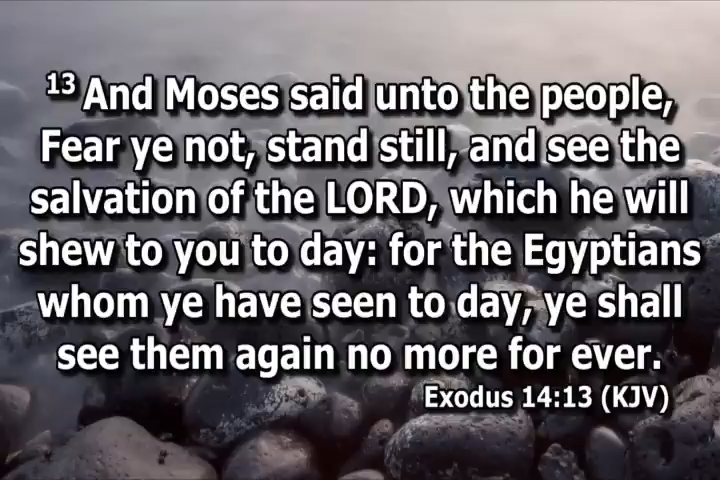 13 And Moses said unto the people,
Fear ye not, stand still, and see the
salvation of the LORD, which he will
shew to you to day: for the Egyptians
whom ye have seen to day, ye shall
see them again no more for ever.
Exodus 14:13 (KJV)